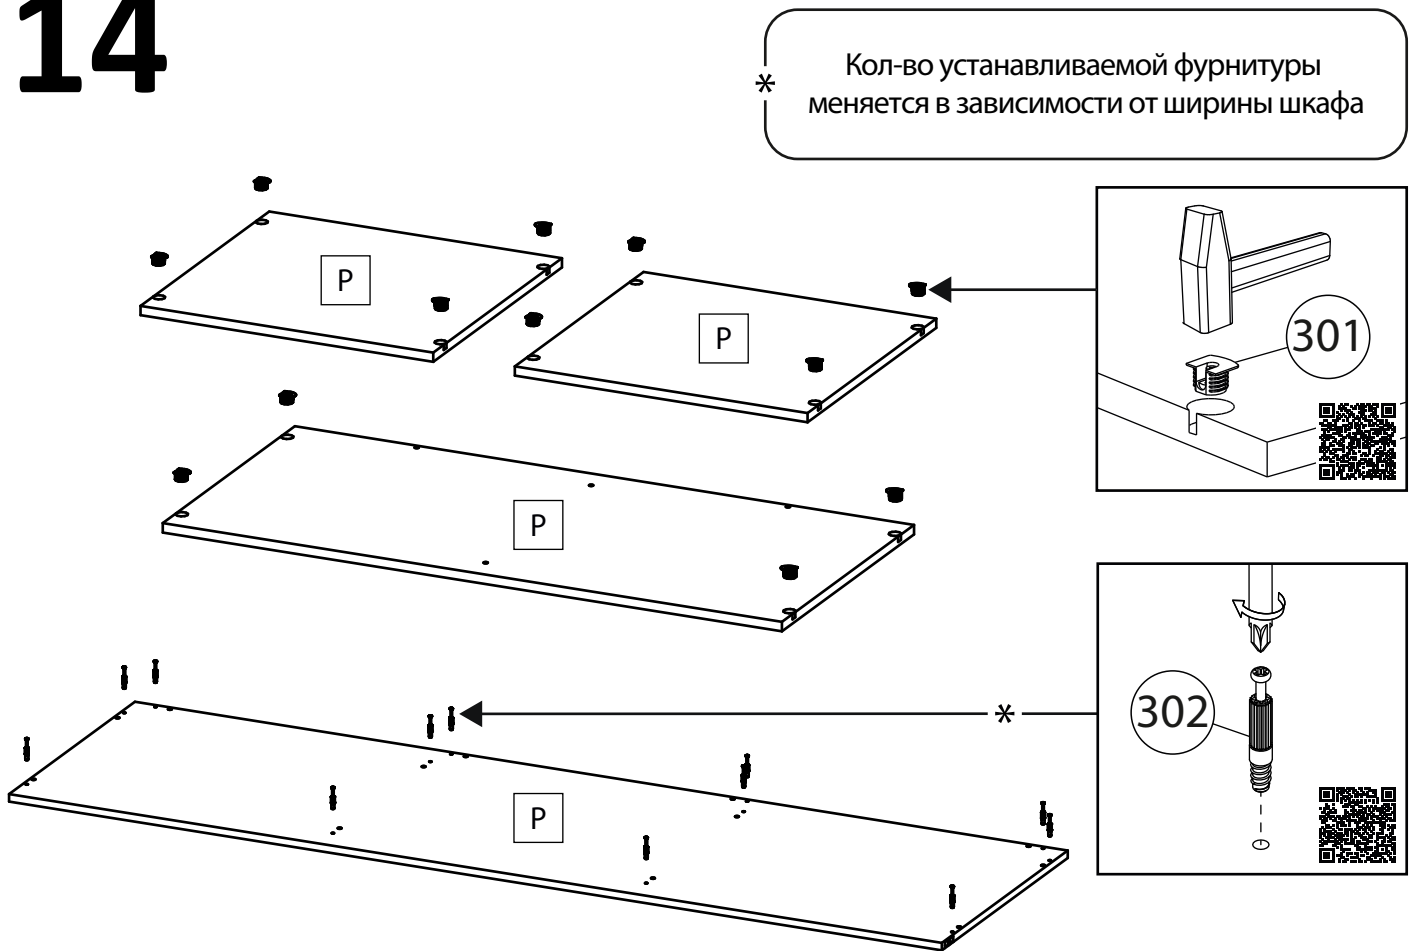 14
*
Кол-во устанавливаемой фурнитуры
меняется в зависимости от ширины шкафа
P
P
301
P
*
302
P